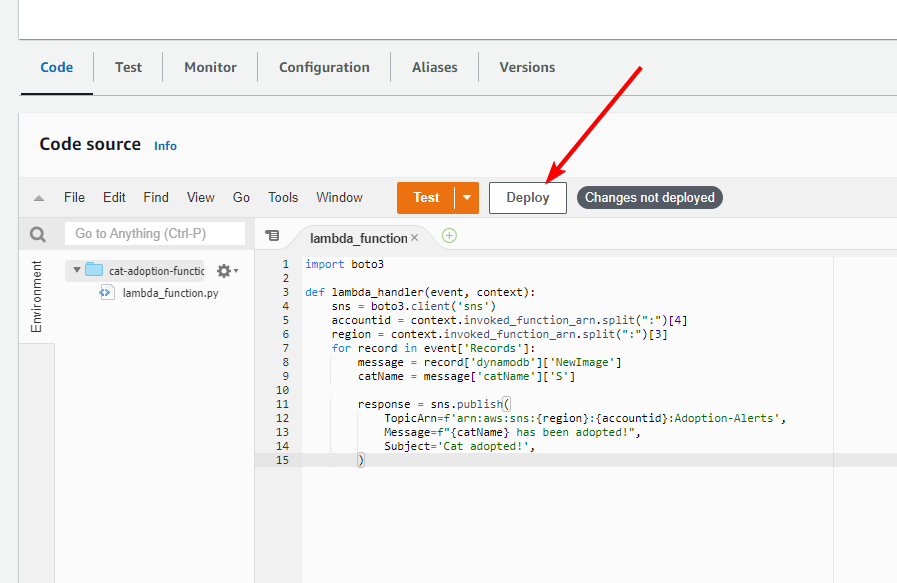 Code Test Monitor Configuration Aliases Versions
Code source Info
File Edit Find View Go Tools Window Test Deploy Changes not deployed
Go to Anything (Ctrl-P) lambda_function
Environment
cat-adoption-functic
lambda_function.py
1 import boto3
2
3 def lambda_handler(event, context):
4 sns = boto3.client('sns')
5 accountid = context.invoked_function_arn.split(":")[4]
6 region = context.invoked_function_arn.split(":")[3]
7 for record in event['Records']:
8 message = record['dynamodb']['NewImage']
9 catName = message['catName']['S']
10
11 response = sns.publish(
12 TopicArn=f'arn:aws:sns:{region}:{accountid}:Adoption-Alerts',
13 Message=f"{catName} has been adopted!",
14 Subject='Cat adopted!',
15 )